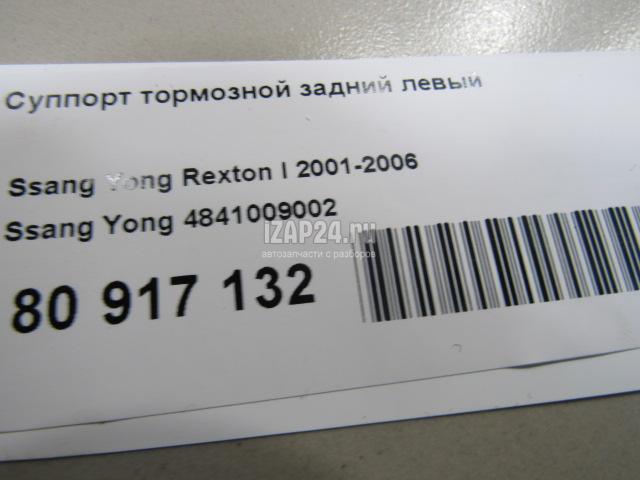 Суппорт тормозной задний левый
Ssang Yong Rexton I 2001-2006
Ssang Yong 4841009002
IZAP24.ru
автозапчасти с разборов
80 917 132